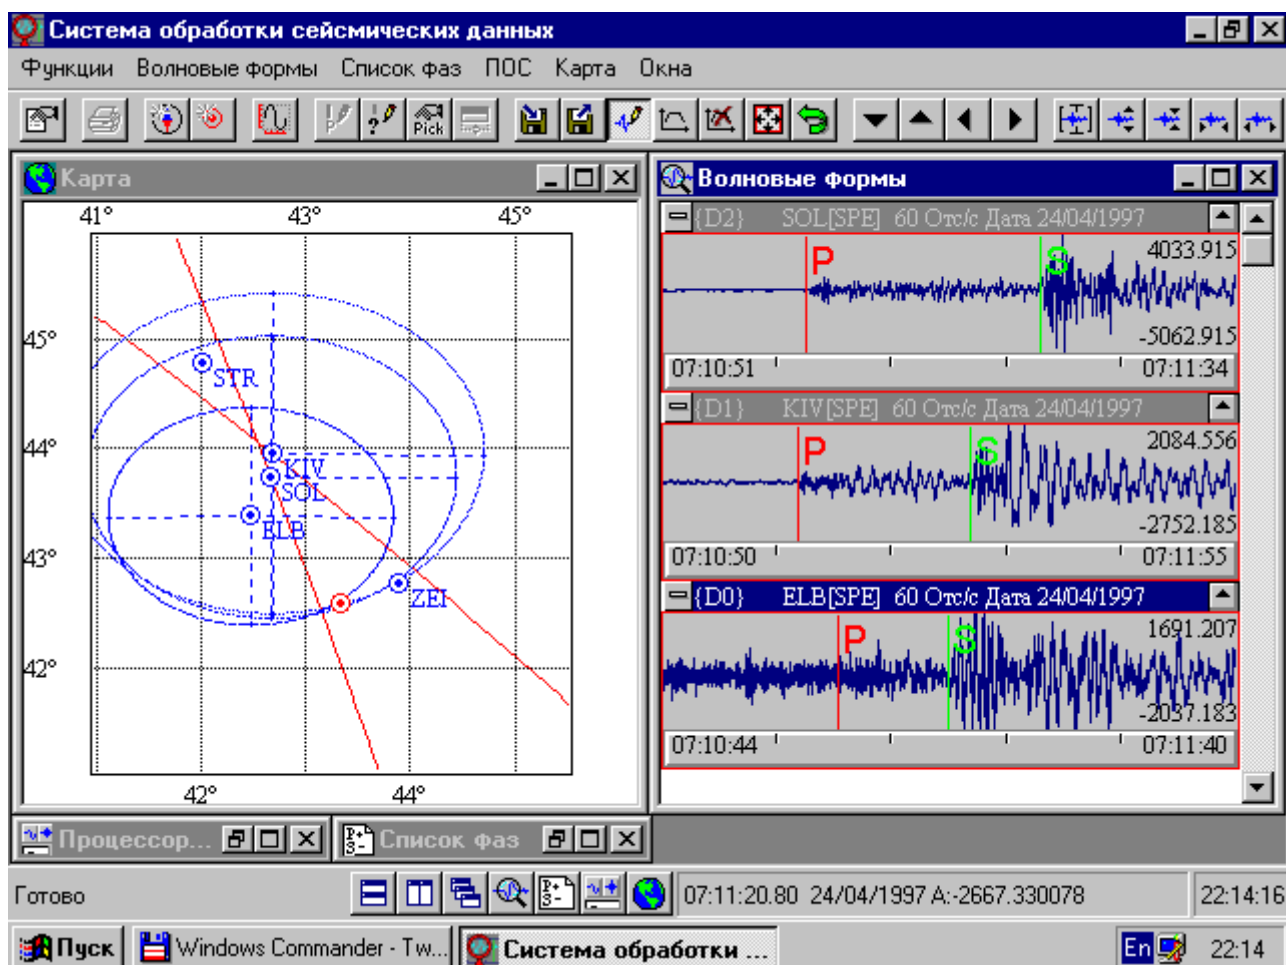 Система обработки сейсмических данных
Функции Волновые формы Список фаз ПОС Карта Окна
Pick
Карта
41° 43° 45°
45°
STR
44°
KIV
SOL
ELB
43°
ZEI
42°
42° 44°
Волновые формы
{D2} SOL[SPE] 60 Отс/с Дата 24/04/1997
P S 4033.915
-5062.915
07:10:51 07:11:34
{D1} KIV[SPE] 60 Отс/с Дата 24/04/1997
P S 2084.556
-2752.185
07:10:50 07:11:55
{D0} ELB[SPE] 60 Отс/с Дата 24/04/1997
P S 1691.207
-2037.183
07:10:44 07:11:40
Процессор... Список фаз
Готово 07:11:20.80 24/04/1997 A:-2667.330078 22:14:16
Пуск Windows Commander - Tw... Система обработки ... En 22:14